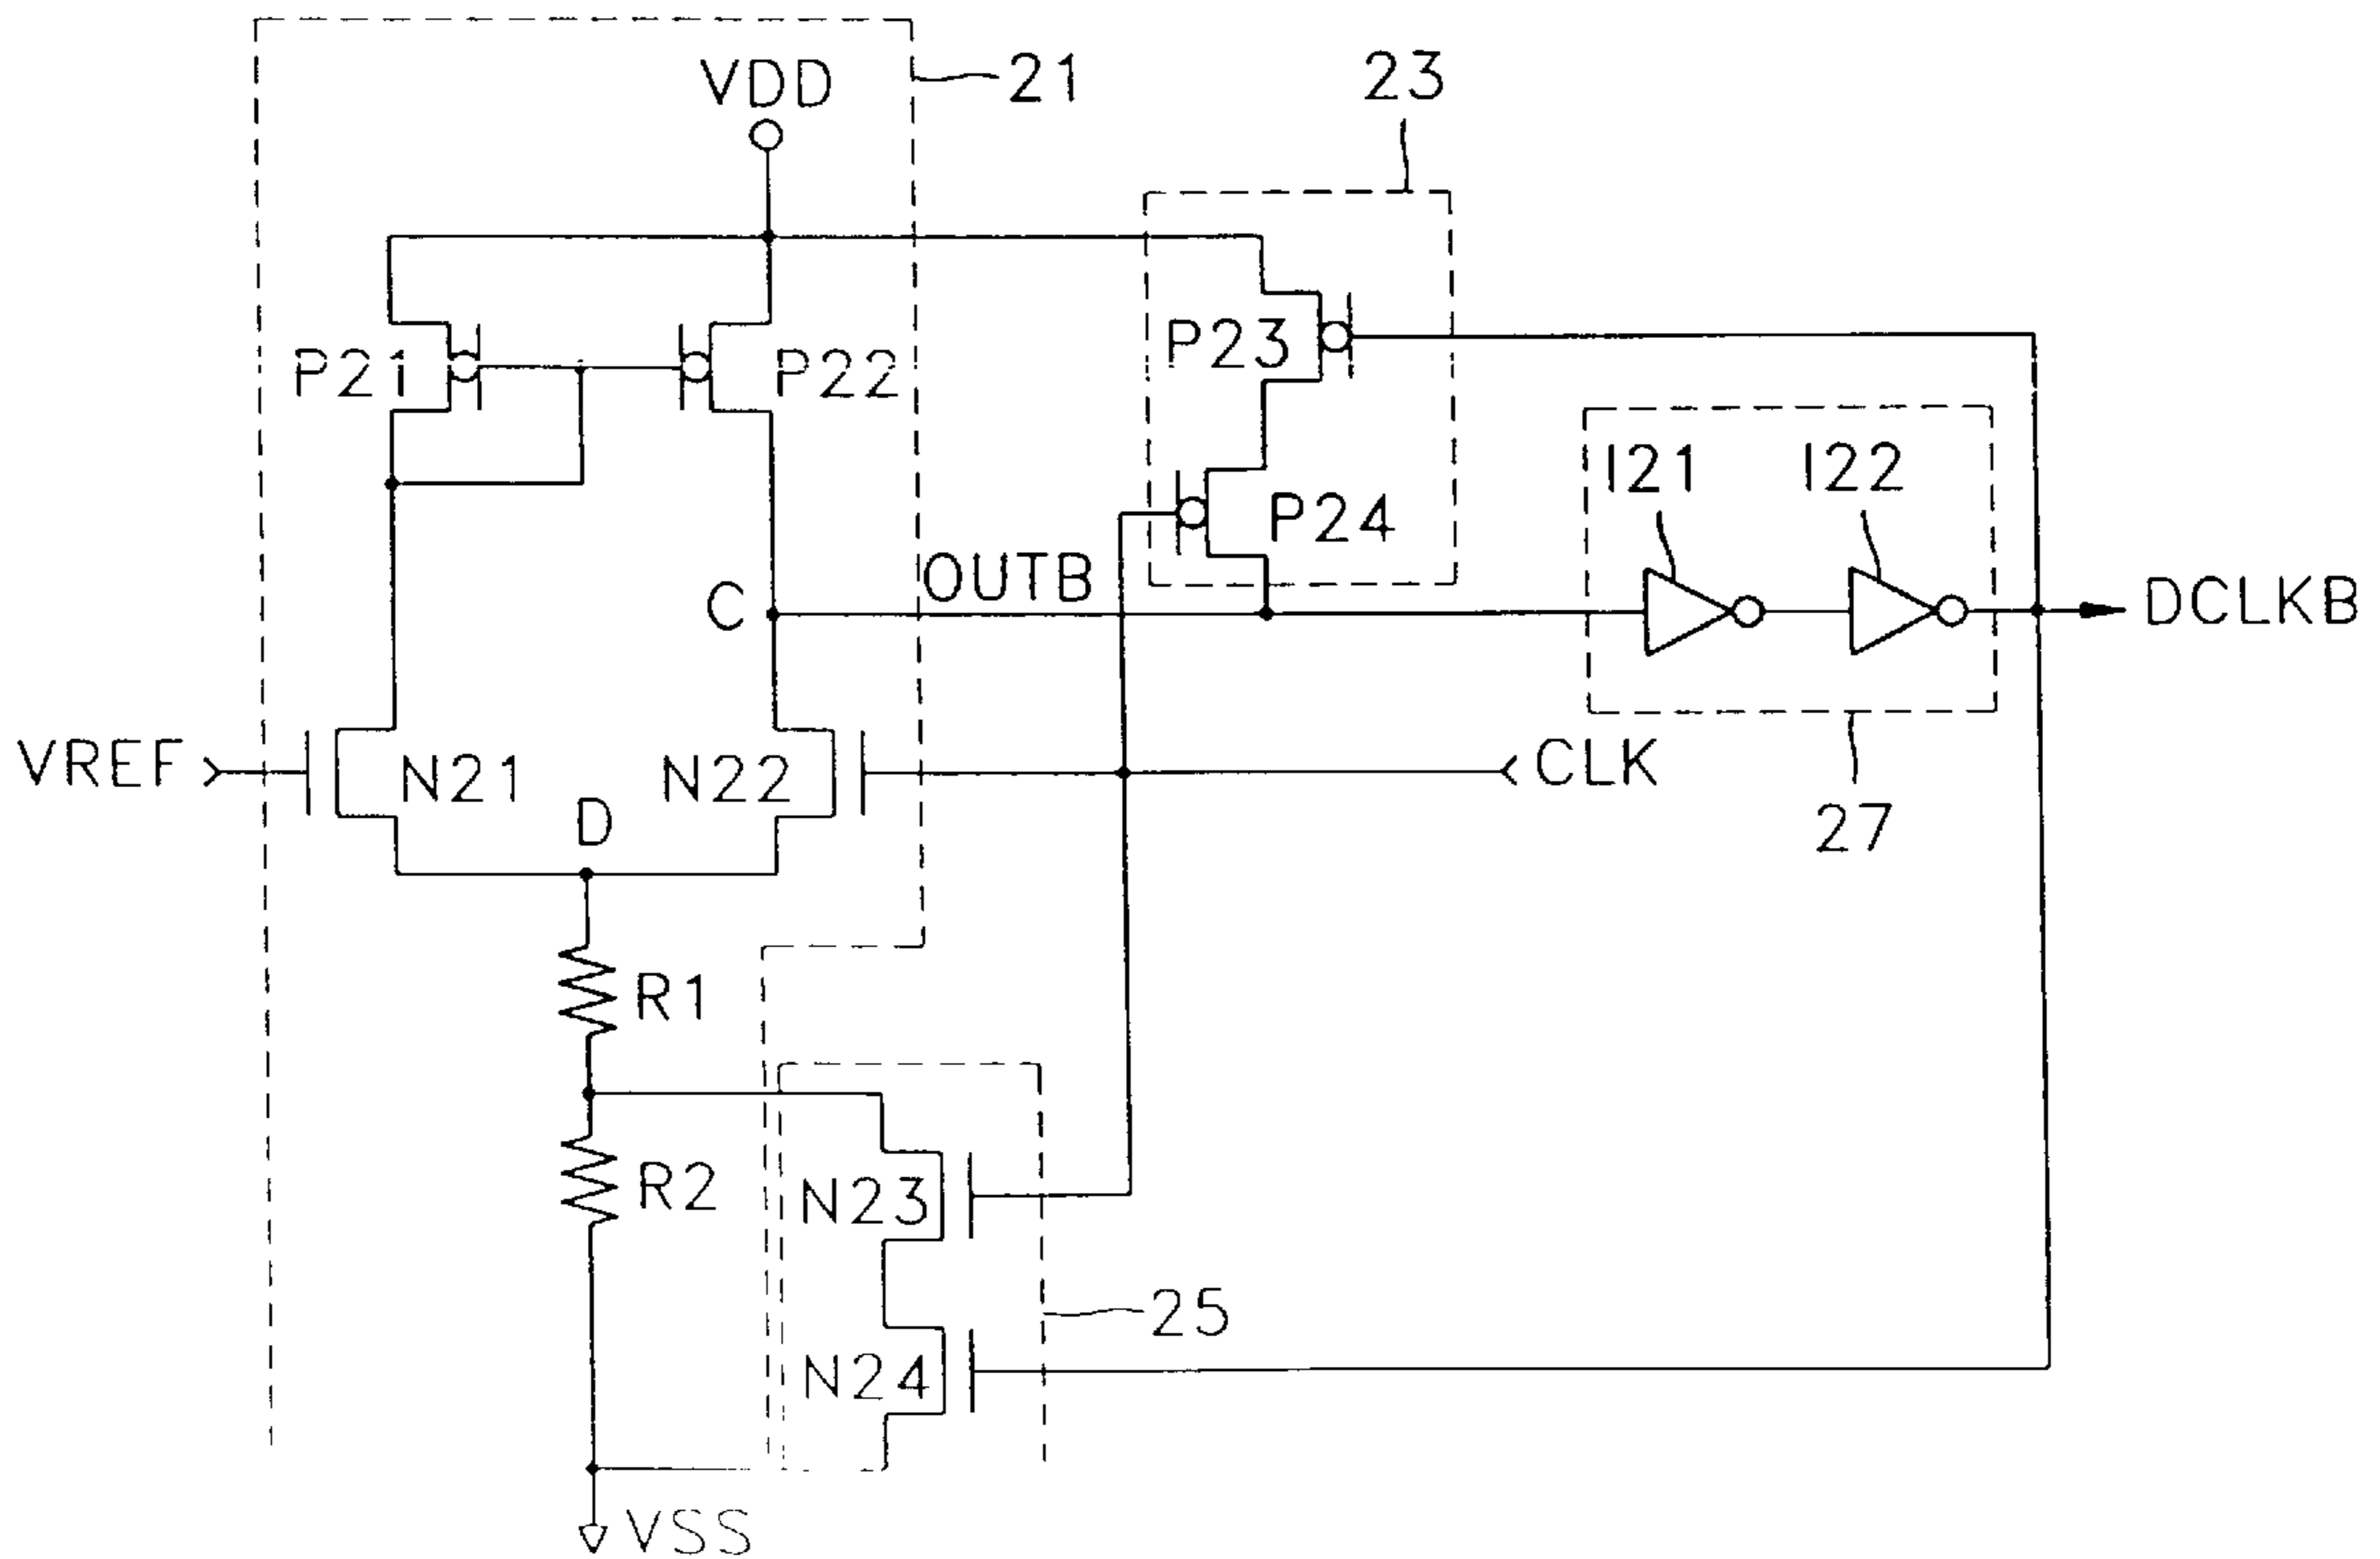 VDD
21
23
P21
P22
P23
I21
I22
P24
OUTB
C
DCLKB
VREF
N21
N22
CLK
D
27
R1
R2
N23
25
N24
VSS